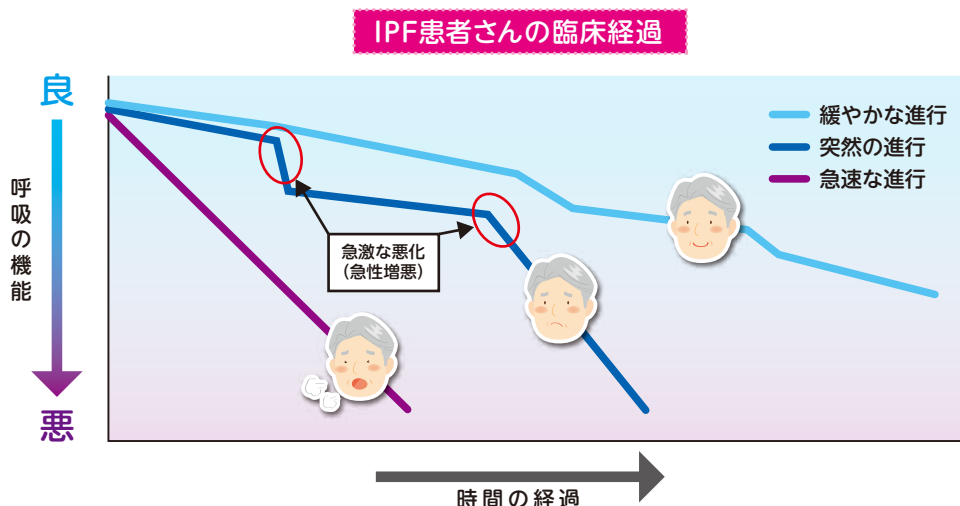 IPF患者さんの臨床経過
良
呼吸の機能
悪
緩やかな進行
突然の進行
急速な進行
急激な悪化
(急性増悪)
時間の経過